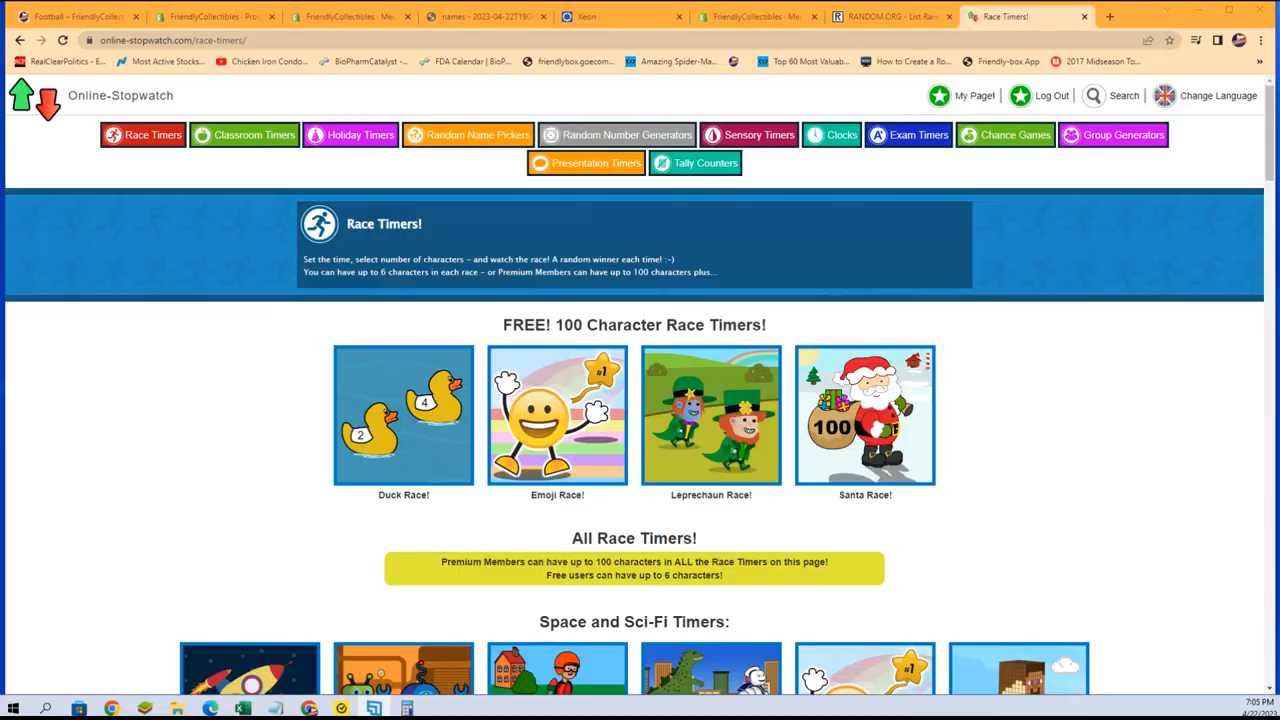 Football – FriendlyCollect
FriendlyCollectibles - Pro
FriendlyCollectibles - Me
names - 2023-04-22T190
Xeon
FriendlyCollectibles - Me
RANDOM.ORG - List Ran
Race Timers!
online-stopwatch.com/race-timers/
RealClearPolitics - E...
Most Active Stocks...
Chicken Iron Condo...
BioPharmCatalyst -...
FDA Calendar | BioP...
friendlybox.goecom...
Amazing Spider-Ma...
Top 60 Most Valuab...
How to Create a Ro...
Friendly-box App
2017 Midseason To...
Online-Stopwatch
My Page!
Log Out
Search
Change Language
Race Timers
Classroom Timers
Holiday Timers
Random Name Pickers
Random Number Generators
Sensory Timers
Clocks
Exam Timers
Chance Games
Group Generators
Presentation Timers
Tally Counters
Race Timers!
Set the time, select number of characters - and watch the race! A random winner each time! :-)
You can have up to 6 characters in each race - or Premium Members can have up to 100 characters plus...
FREE! 100 Character Race Timers!
2
4
#1
100
Duck Race!
Emoji Race!
Leprechaun Race!
Santa Race!
All Race Timers!
Premium Members can have up to 100 characters in ALL the Race Timers on this page!
Free users can have up to 6 characters!
Space and Sci-Fi Timers:
#1
7:05 PM
4/22/2023